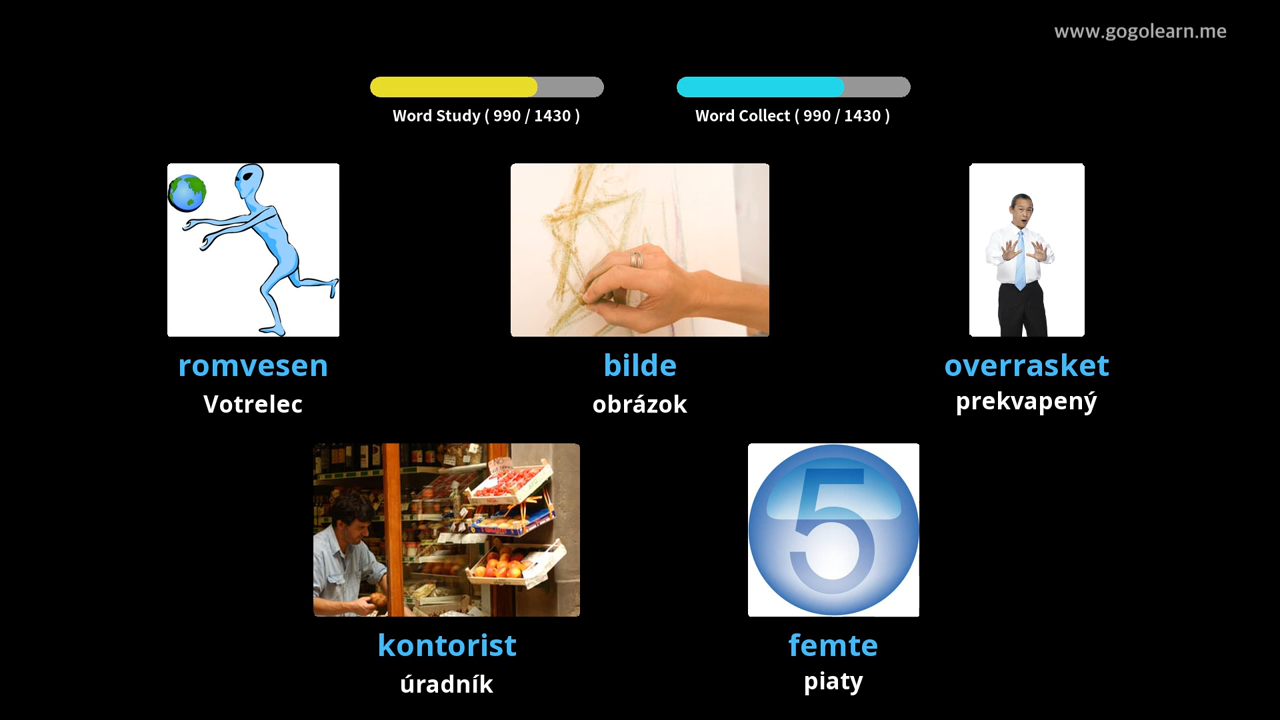 www.gogolearn.me
Word Study ( 990 / 1430 )
Word Collect ( 990 / 1430 )
romvesen
Votrelec
bilde
obrázok
overrasket
prekvapený
kontorist
úradník
5
femte
piaty